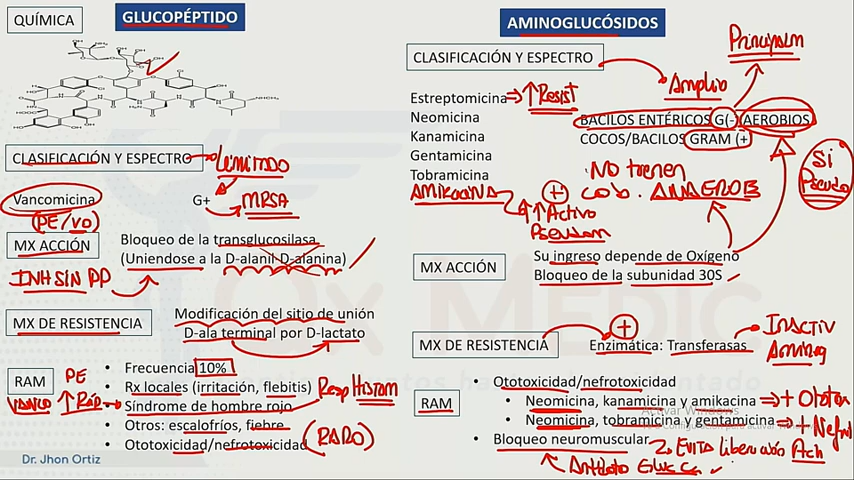 QUÍMICA
GLUCOPÉPTIDO
CLASIFICACIÓN Y ESPECTRO
LIMITADO
Vancomicina
(PE/VO)
G+
MRSA
MX ACCIÓN
Bloqueo de la transglucosilasa
(Uniendose a la D-alanil D-alanina)
INH SIN PP
MX DE RESISTENCIA
Modificación del sitio de unión
D-ala terminal por D-lactato
RAM
VANCO
PE
↑ Ráp
• Frecuencia 10%
• Rx locales (irritación, flebitis)
• Síndrome de hombre rojo
Resp Histam
• Otros: escalofríos, fiebre
• Ototoxicidad/nefrotoxicidad
(RARO)
Dr. Jhon Ortiz
AMINOGLUCÓSIDOS
CLASIFICACIÓN Y ESPECTRO
Amplio
Principalm
Estreptomicina
↑ Resist
Neomicina
Kanamicina
Gentamicina
Tobramicina
AMIKACINA
BACILOS ENTÉRICOS G(-) AEROBIOS
COCOS/BACILOS GRAM (+
Si
Pseudo
NO tienen
cob. ANAEROB
+
↑↑ Activo
Pseudom
MX ACCIÓN
Su ingreso depende de Oxígeno
Bloqueo de la subunidad 30S
MX DE RESISTENCIA
+
Enzimática: Transferasas
Inactiv
Aminog
RAM
• Ototoxicidad/nefrotoxicidad
• Neomicina, kanamicina y amikacina
+ Ototox
• Neomicina, tobramicina y gentamicina
+ Nefro
• Bloqueo neuromuscular
Evita liberación Ach
Antídoto Gluc Ca
Activar Windows